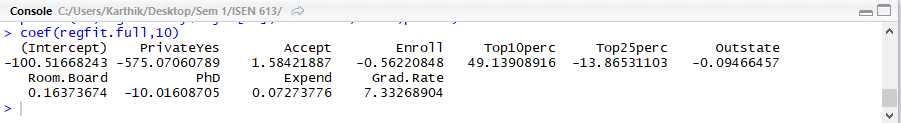 Console C:/Users/Karthik/Desktop/Sem 1/ISEN 613/
> coef(regfit.full,10)
(Intercept) PrivateYes Accept Enroll Top10perc Top25perc Outstate
-100.51668243 -575.07060789 1.58421887 -0.56220848 49.13908916 -13.86531103 -0.09466457
Room.Board PhD Expend Grad.Rate
0.16373674 -10.01608705 0.07273776 7.33268904
>